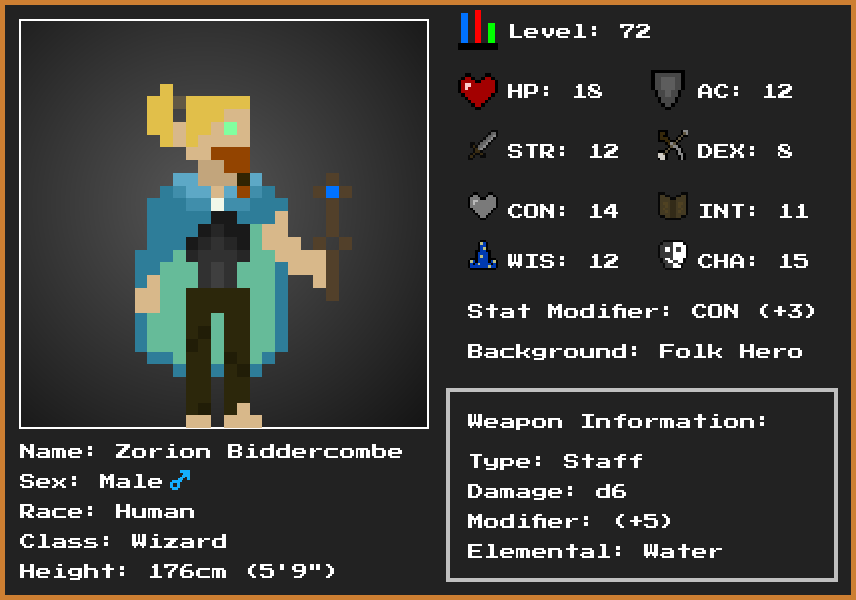 Level: 72
HP: 18
AC: 12
STR: 12
DEX: 8
CON: 14
INT: 11
WIS: 12
CHA: 15
Stat Modifier: CON (+3)
Background: Folk Hero
Weapon Information:
Type: Staff
Damage: d6
Modifier: (+5)
Elemental: Water
Name: Zorion Biddercombe
Sex: Male♂
Race: Human
Class: Wizard
Height: 176cm (5'9")